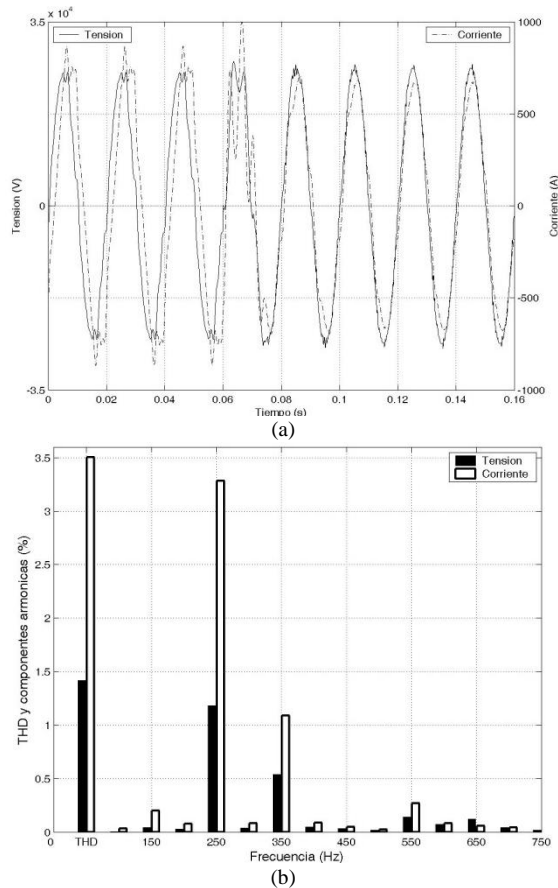 3.5 x 10⁴ 1000
Tension
Corriente
Tension (V)
Corriente (A)
500
0 0
-500
-3.5 -1000
0 0.02 0.04 0.06 0.08 0.1 0.12 0.14 0.16
Tiempo (s)
(a)
Tension
Corriente
THD y componentes armonicas (%)
3.5
3
2.5
2
1.5
1
0.5
0
0 THD 150 250 350 450 550 650 750
Frecuencia (Hz)
(b)